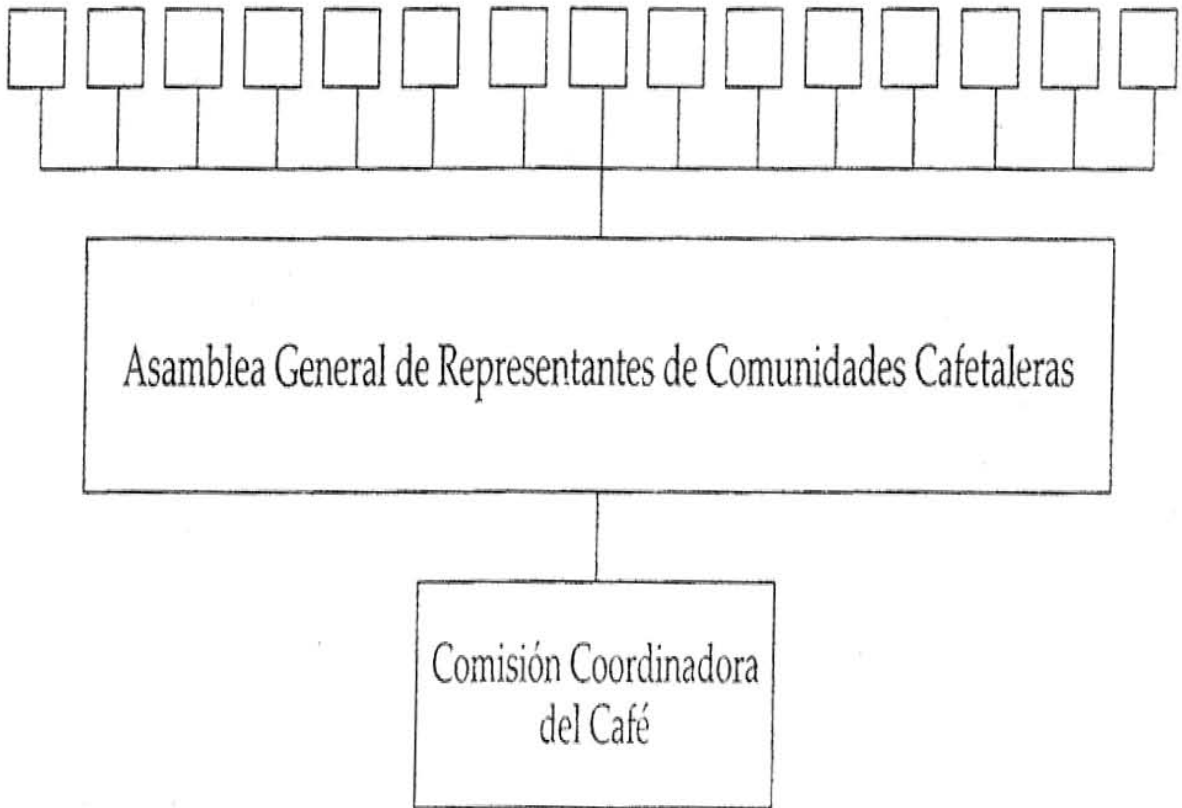 Asamblea General de Representantes de Comunidades Cafetaleras
Comisión Coordinadora
del Café